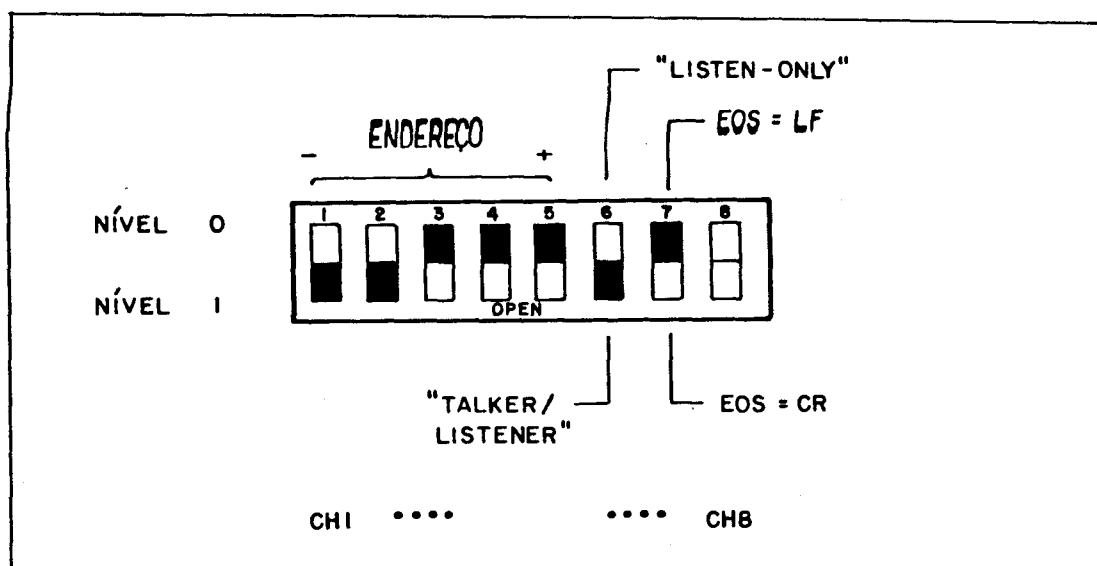 "LISTEN-ONLY"
EOS = LF
ENDEREÇO
- +
NÍVEL 0
1 2 3 4 5 6 7 8
NÍVEL 1
OPEN
"TALKER/
LISTENER"
EOS = CR
CH1 •••• •••• CH8